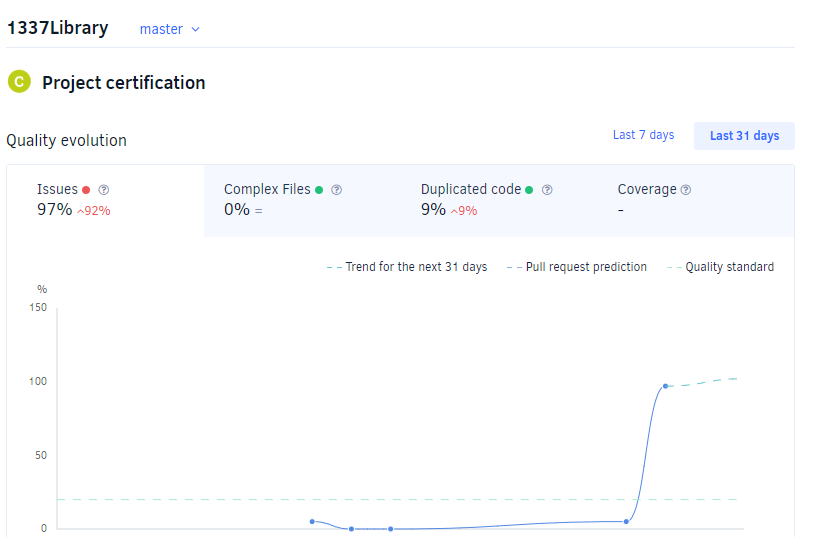 1337Library master
C Project certification
Quality evolution Last 7 days Last 31 days
Issues ? Complex Files ? Duplicated code ? Coverage ?
97% ^92% 0% = 9% ^9% -
Trend for the next 31 days Pull request prediction Quality standard
%
150
100
50
0